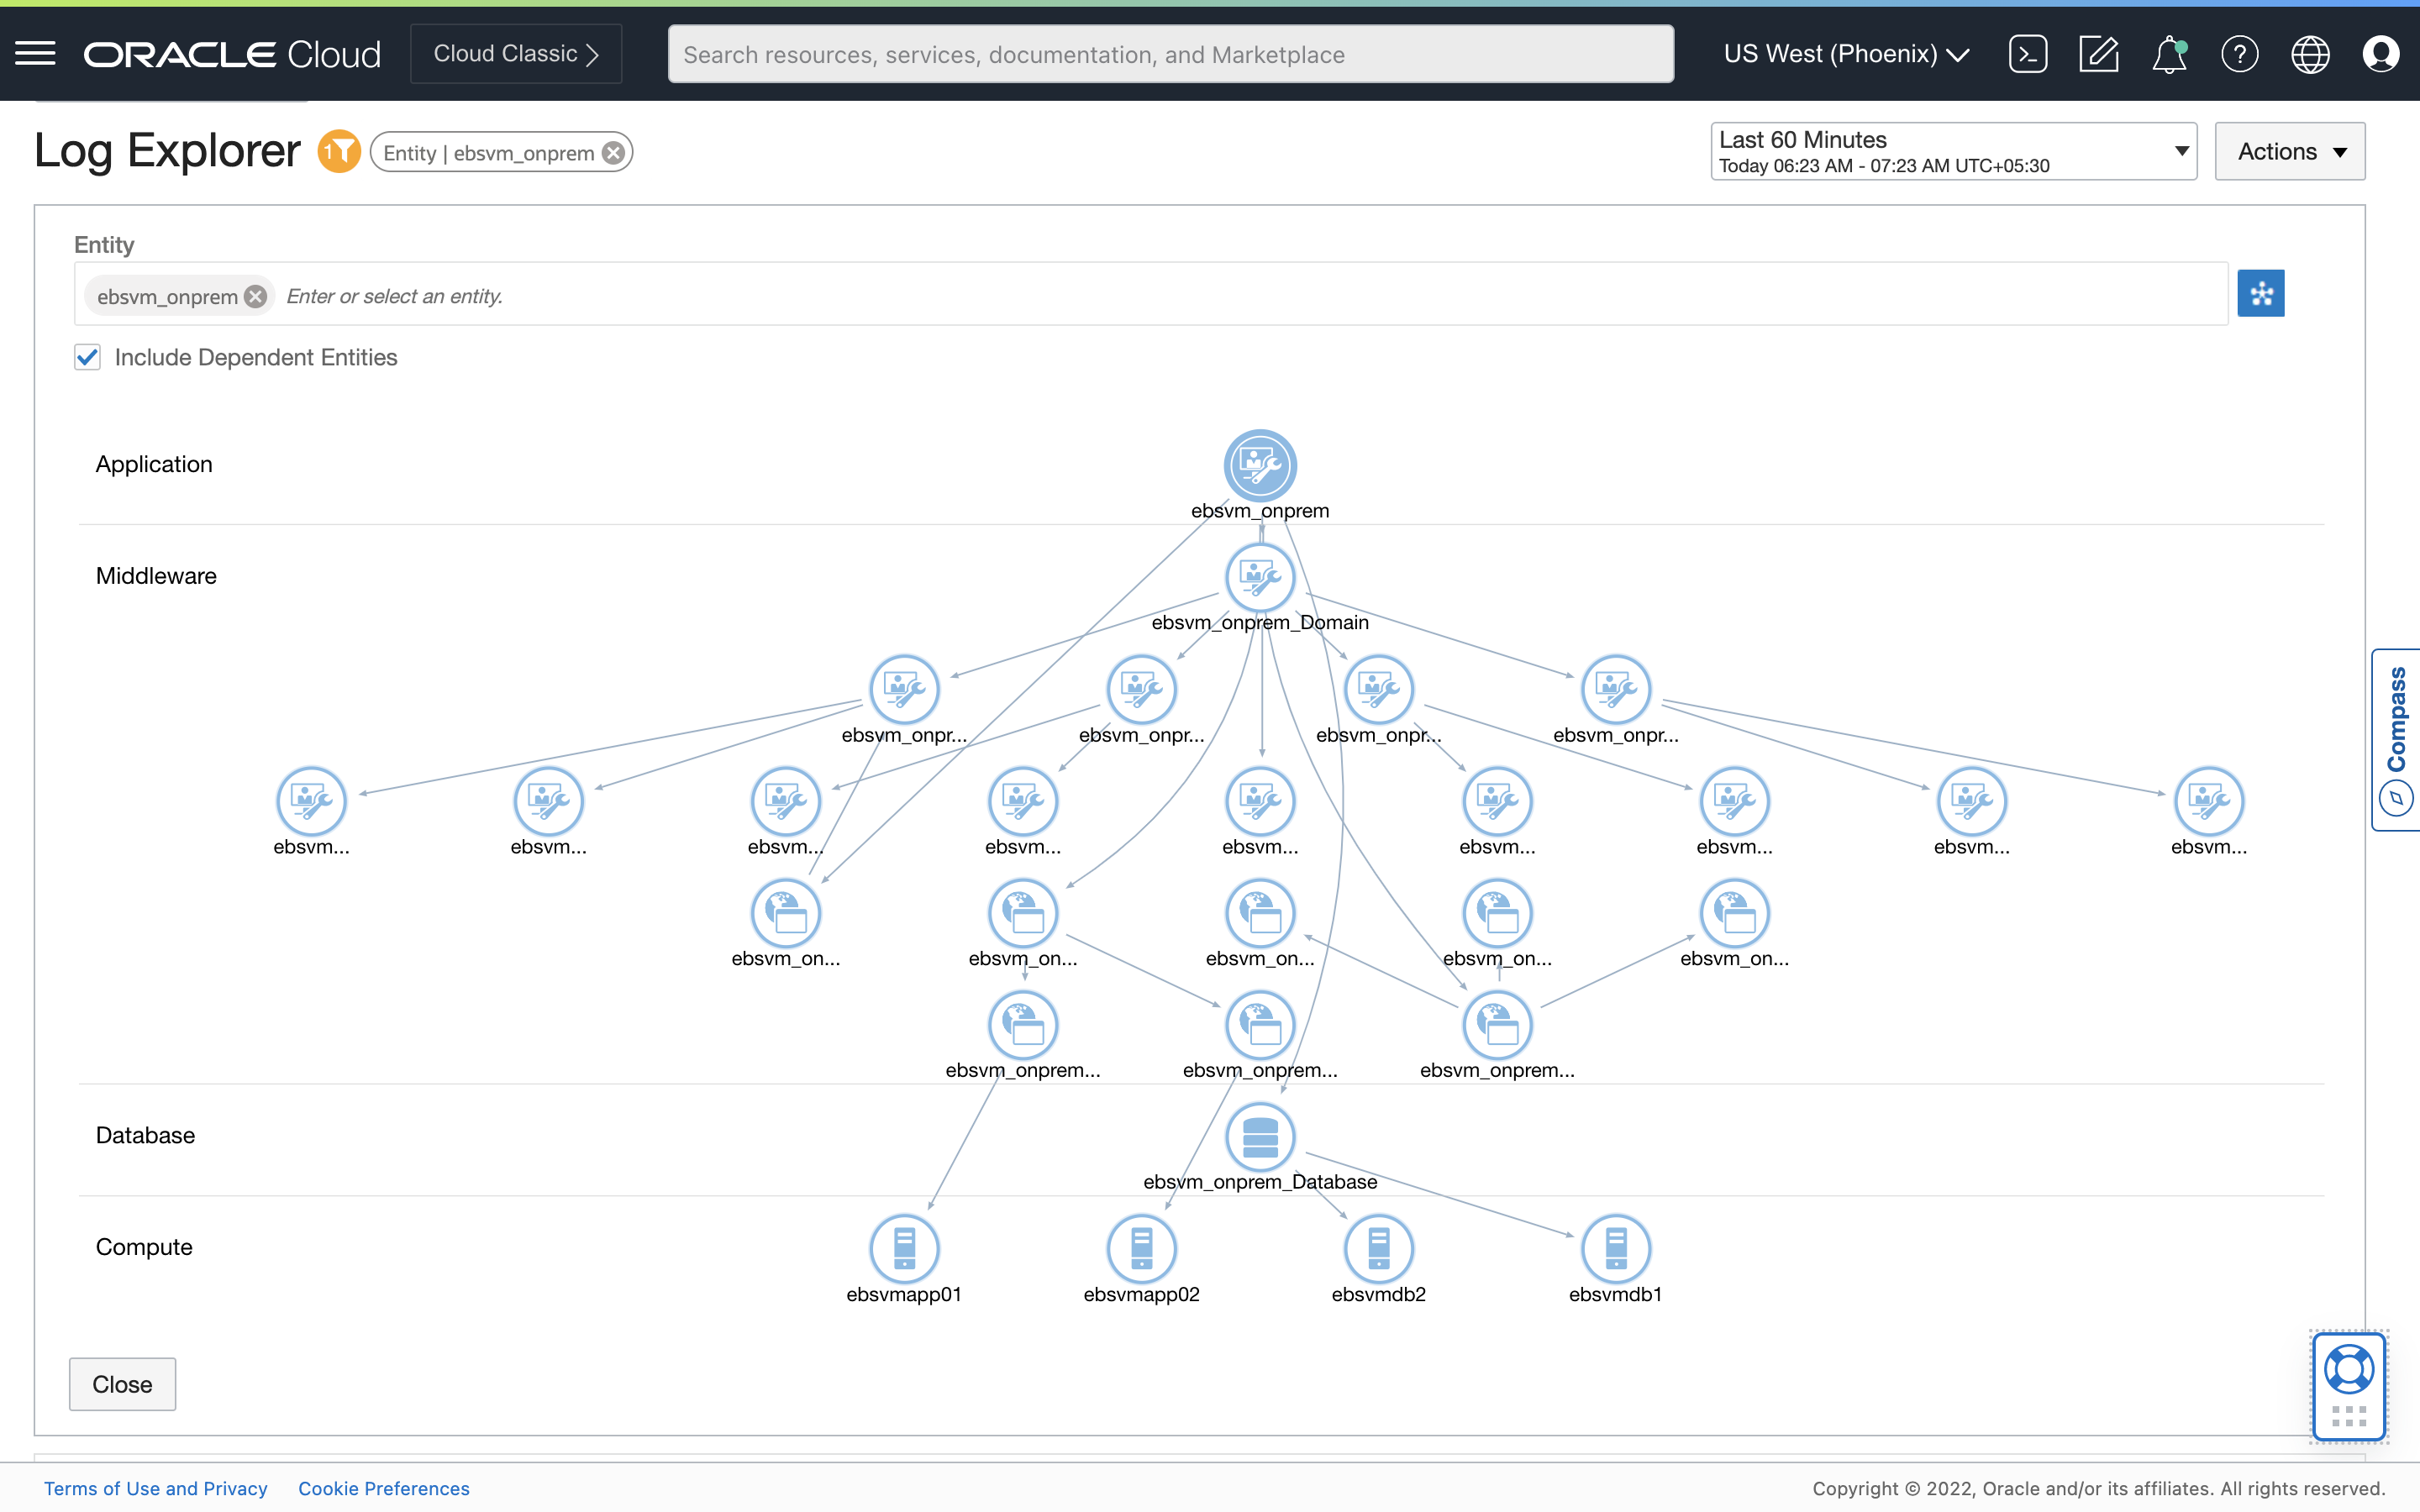 ORACLE Cloud
Cloud Classic
Search resources, services, documentation, and Marketplace
US West (Phoenix)
Log Explorer
1
Entity | ebsvm_onprem
Last 60 Minutes
Today 06:23 AM - 07:23 AM UTC+05:30
Actions
Entity
ebsvm_onprem Enter or select an entity.
Include Dependent Entities
Application
ebsvm_onprem
Middleware
ebsvm_onprem_Domain
ebsvm_onpr... ebsvm_onpr... ebsvm_onpr... ebsvm_onpr...
ebsvm... ebsvm... ebsvm... ebsvm... ebsvm... ebsvm... ebsvm... ebsvm... ebsvm...
ebsvm_on... ebsvm_on... ebsvm_on... ebsvm_on... ebsvm_on...
ebsvm_onprem... ebsvm_onprem... ebsvm_onprem...
Database
ebsvm_onprem_Database
Compute
ebsvmapp01 ebsvmapp02 ebsvmdb2 ebsvmdb1
Compass
Close
Terms of Use and Privacy Cookie Preferences
Copyright © 2022, Oracle and/or its affiliates. All rights reserved.